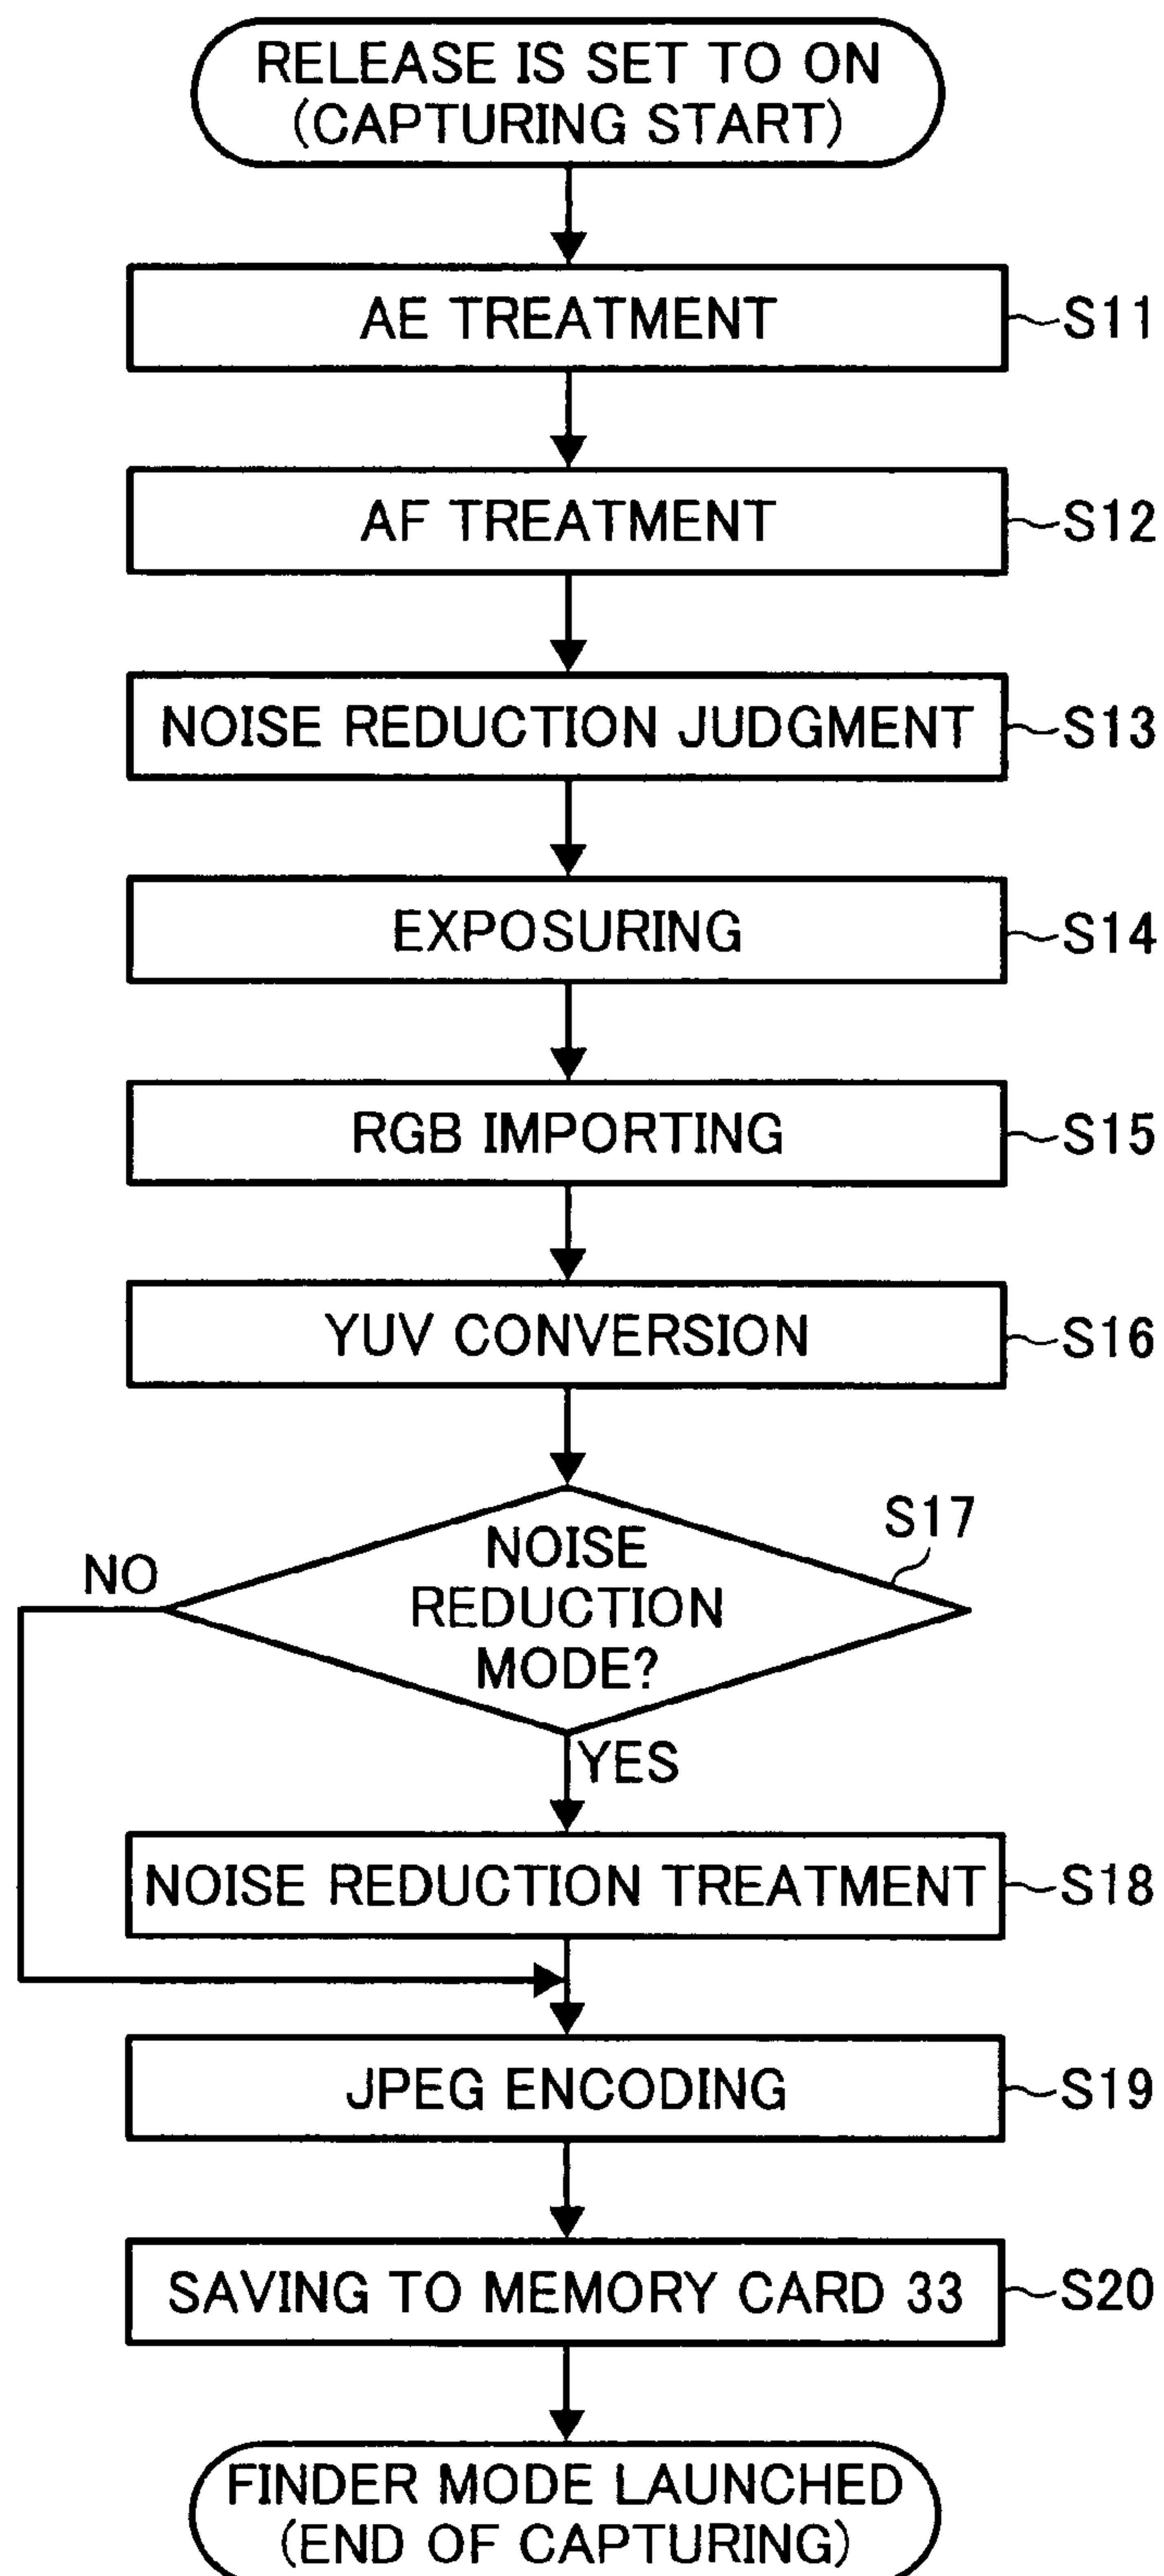 RELEASE IS SET TO ON
(CAPTURING START)
AE TREATMENT
S11
AF TREATMENT
S12
NOISE REDUCTION JUDGMENT
S13
EXPOSURING
S14
RGB IMPORTING
S15
YUV CONVERSION
S16
S17
NOISE
REDUCTION
MODE?
NO
YES
NOISE REDUCTION TREATMENT
S18
JPEG ENCODING
S19
SAVING TO MEMORY CARD 33
S20
FINDER MODE LAUNCHED
(END OF CAPTURING)